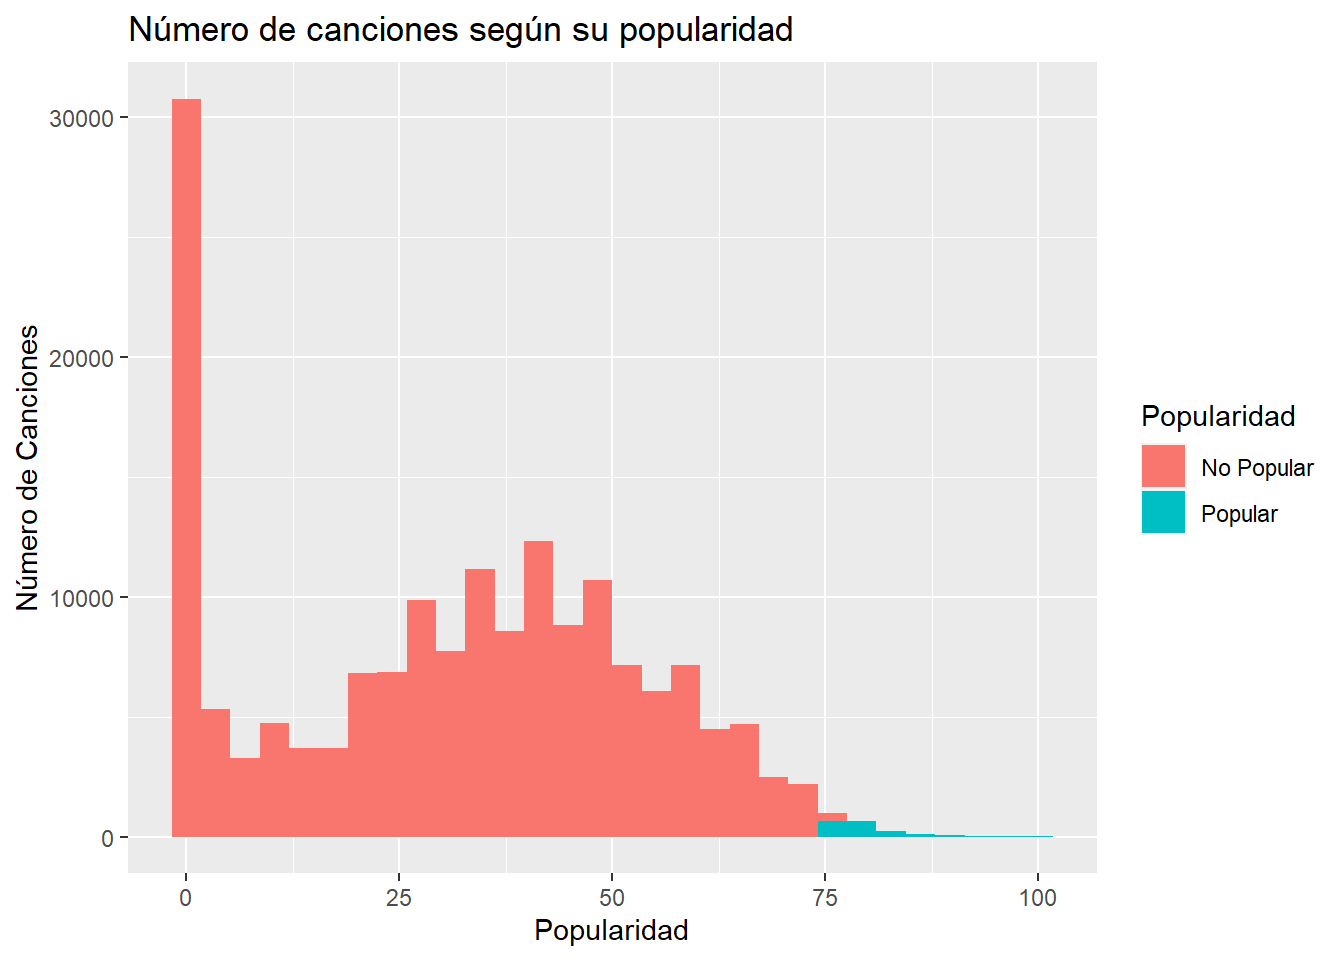 Número de canciones según su popularidad
30000
20000
10000
0
Número de Canciones
0 25 50 75 100
Popularidad
Popularidad
No Popular
Popular